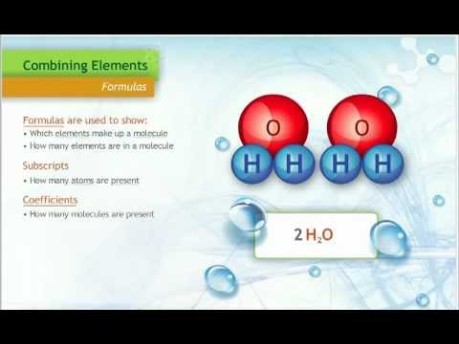 Combining Elements
Formulas
Formulas are used to show:
• Which elements make up a molecule
• How many elements are in a molecule
Subscripts
• How many atoms are present
Coefficients
• How many molecules are present
O O
H H H H
2 H₂O